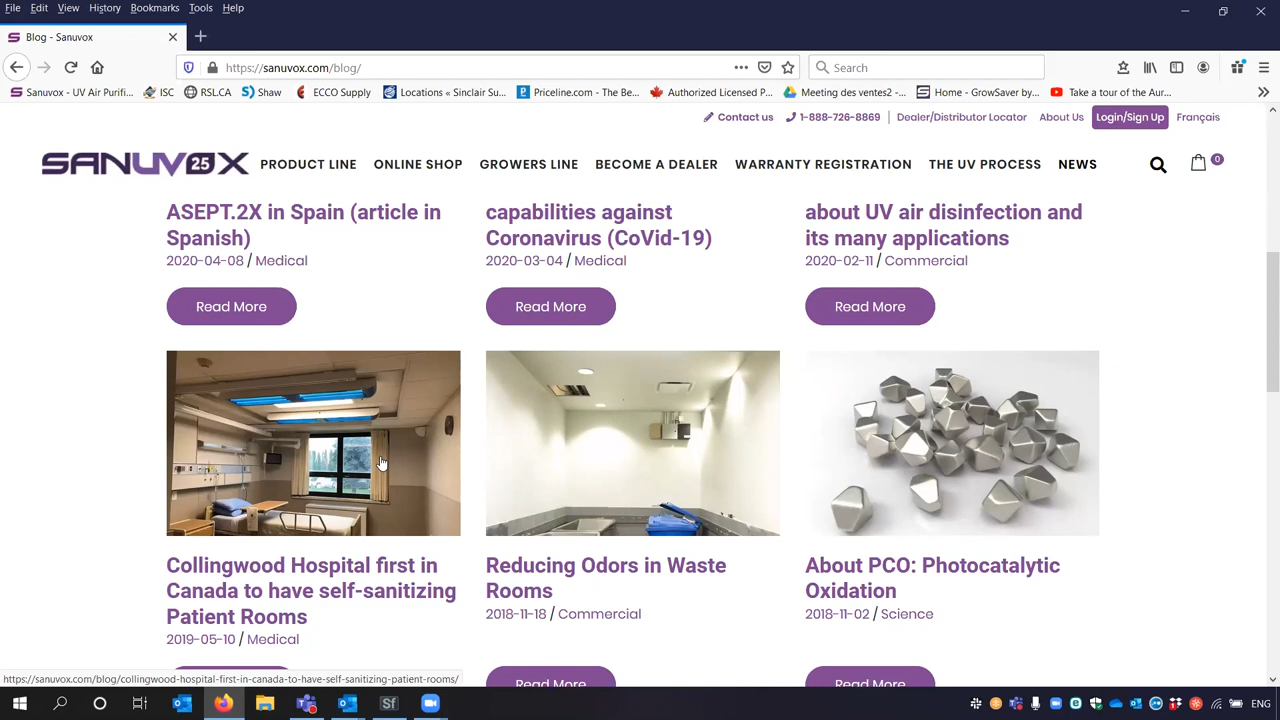 File Edit View History Bookmarks Tools Help
Blog - Sanuvox
https://sanuvox.com/blog/
Search
Sanuvox - UV Air Purifi...
ISC
RSL.CA
Shaw
ECCO Supply
Locations « Sinclair Su...
Priceline.com - The Be...
Authorized Licensed P...
Meeting des ventes2 - ...
Home - GrowSaver by...
Take a tour of the Aur...
Contact us
1-888-726-8869
Dealer/Distributor Locator
About Us
Login/Sign Up
Français
SANUVOX 25
PRODUCT LINE
ONLINE SHOP
GROWERS LINE
BECOME A DEALER
WARRANTY REGISTRATION
THE UV PROCESS
NEWS
0
ASEPT.2X in Spain (article in
Spanish)
2020-04-08 / Medical
Read More
capabilities against
Coronavirus (CoVid-19)
2020-03-04 / Medical
Read More
about UV air disinfection and
its many applications
2020-02-11 / Commercial
Read More
Collingwood Hospital first in
Canada to have self-sanitizing
Patient Rooms
2019-05-10 / Medical
Reducing Odors in Waste
Rooms
2018-11-18 / Commercial
Read More
About PCO: Photocatalytic
Oxidation
2018-11-02 / Science
Read More
https://sanuvox.com/blog/collingwood-hospital-first-in-canada-to-have-self-sanitizing-patient-rooms/
Sf
ENG